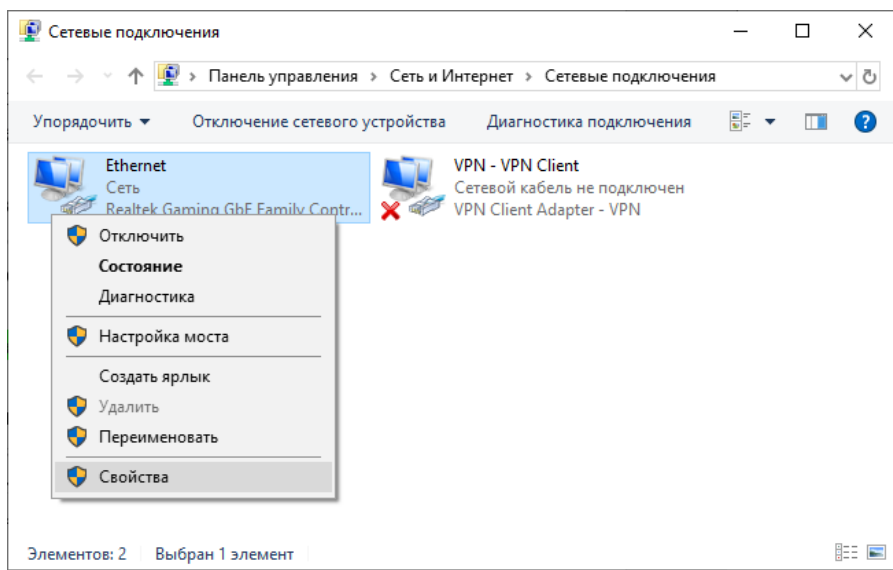 Сетевые подключения
Панель управления > Сеть и Интернет > Сетевые подключения
Упорядочить Отключение сетевого устройства Диагностика подключения
Ethernet
Сеть
Realtek Gaming GbE Family Contr...
VPN - VPN Client
Сетевой кабель не подключен
VPN Client Adapter - VPN
Отключить
Состояние
Диагностика
Настройка моста
Создать ярлык
Удалить
Переименовать
Свойства
Элементов: 2 Выбран 1 элемент